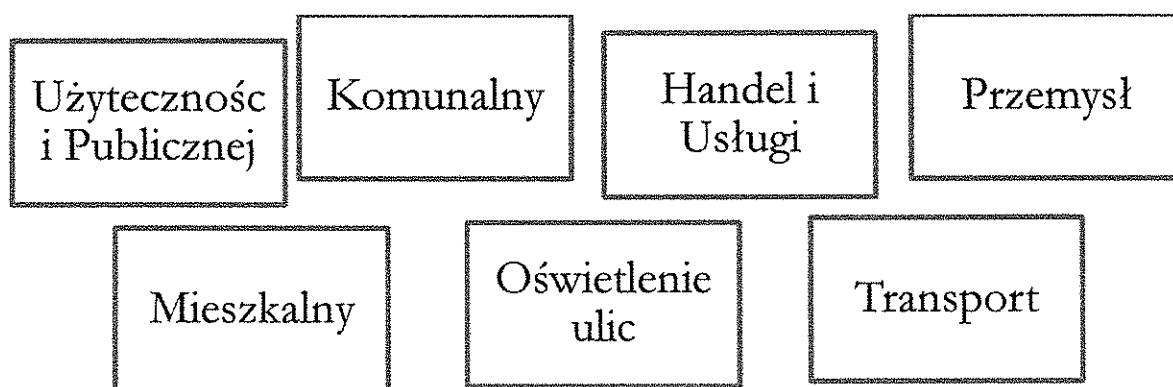 Użytecznośc
i Publicznej
Komunalny
Handel i
Usługi
Przemysł
Mieszkalny
Oświetlenie
ulic
Transport